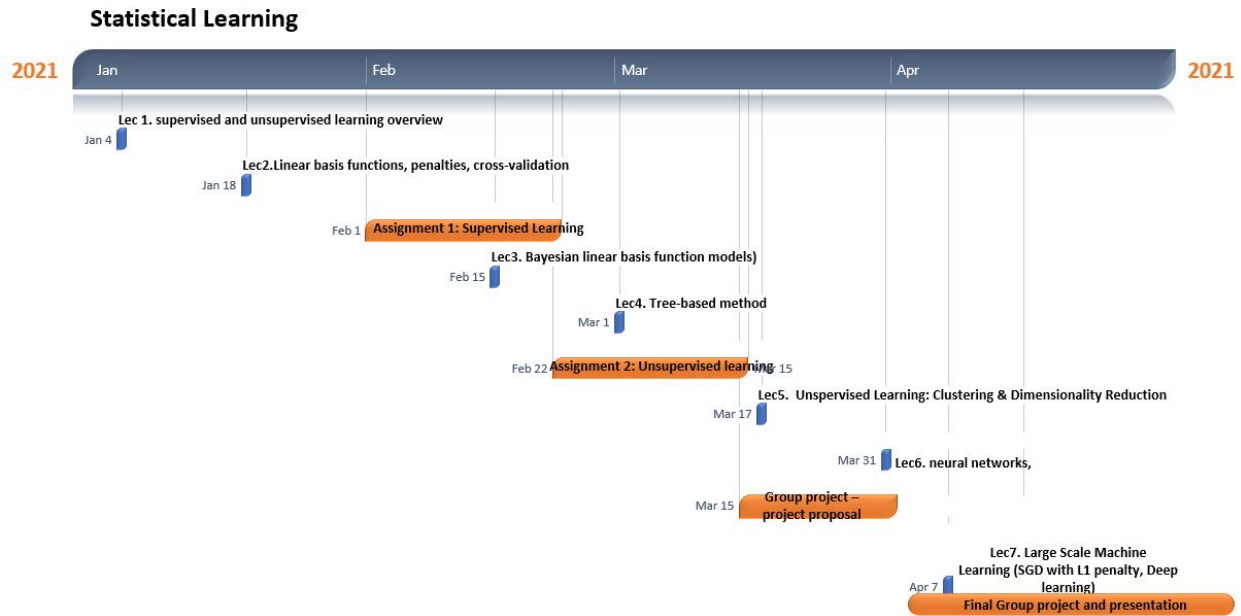 Statistical Learning
2021 Jan Feb Mar Apr 2021
Lec 1. supervised and unsupervised learning overview
Jan 4
Lec2.Linear basis functions, penalties, cross-validation
Jan 18
Feb 1 Assignment 1: Supervised Learning
Lec3. Bayesian linear basis function models)
Feb 15
Lec4. Tree-based method
Mar 1
Feb 22 Assignment 2: Unsupervised learning Mar 15
Lec5. Unspervised Learning: Clustering & Dimensionality Reduction
Mar 17
Mar 31 Lec6. neural networks,
Mar 15 Group project –
project proposal
Lec7. Large Scale Machine
Learning (SGD with L1 penalty, Deep
learning)
Apr 7
Final Group project and presentation